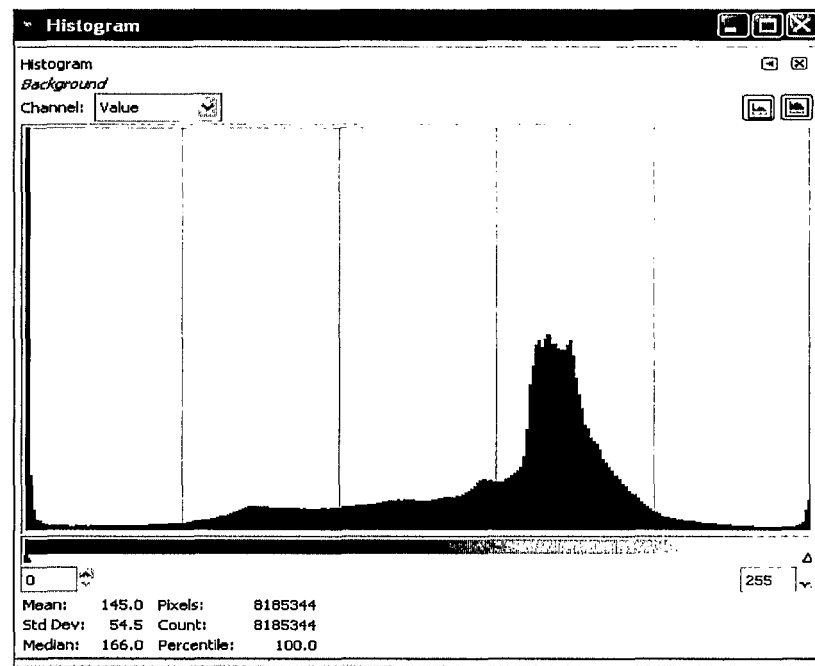 Histogram
Histogram
Background
Channel: Value
0
255
Mean: 145.0 Pixels: 8185344
Std Dev: 54.5 Count: 8185344
Median: 166.0 Percentile: 100.0